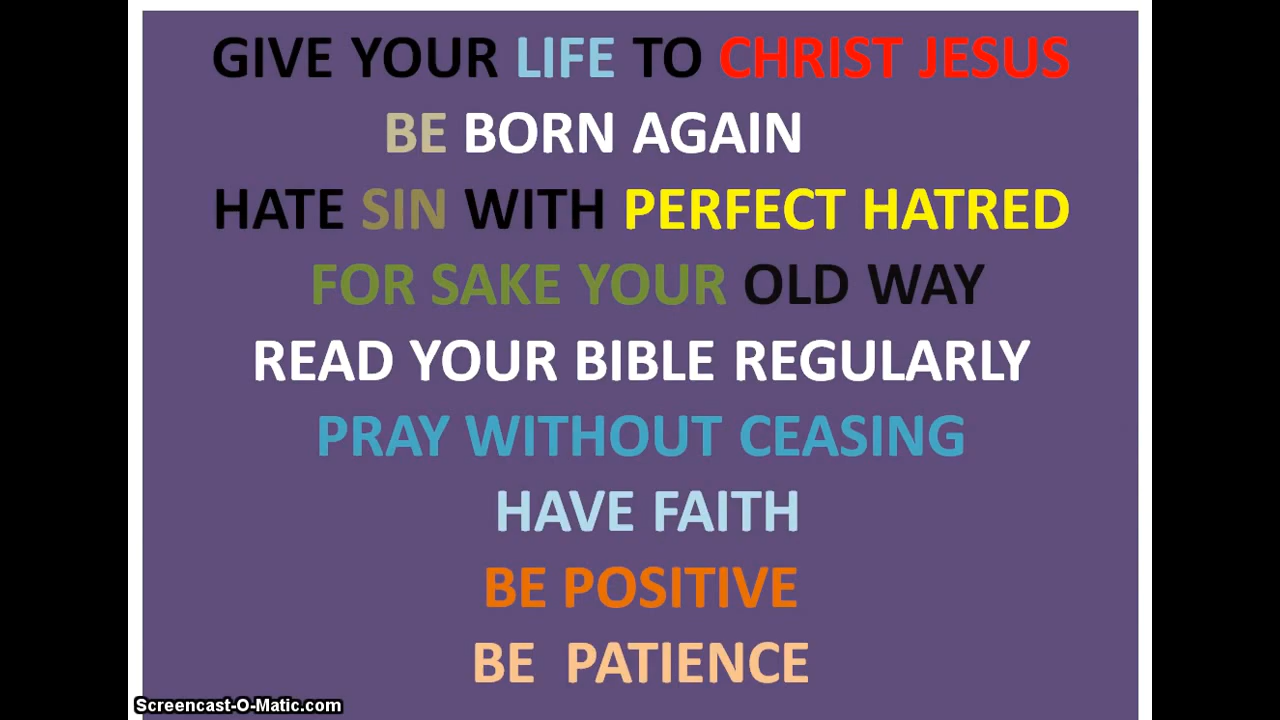 GIVE YOUR LIFE TO CHRIST JESUS
BE BORN AGAIN
HATE SIN WITH PERFECT HATRED
FOR SAKE YOUR OLD WAY
READ YOUR BIBLE REGULARLY
PRAY WITHOUT CEASING
HAVE FAITH
BE POSITIVE
BE PATIENCE
Screencast-O-Matic.com